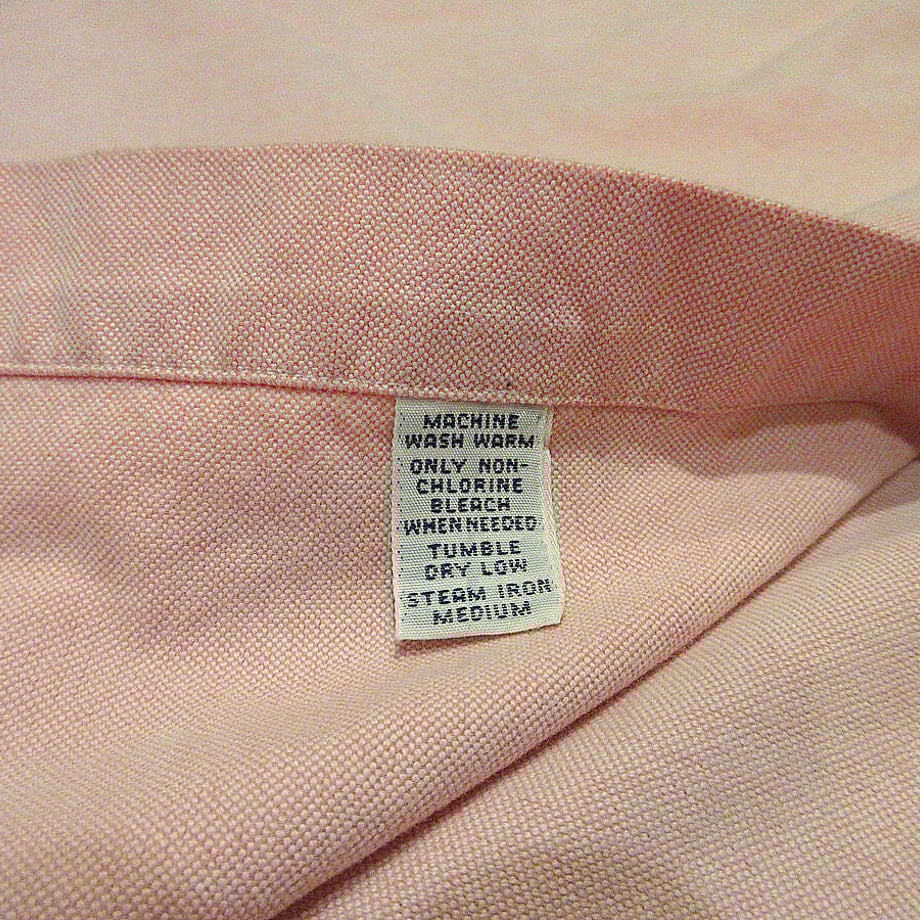 MACHINE
WASH WARM
ONLY NON-
CHLORINE
BLEACH
WHEN NEEDED
TUMBLE
DRY LOW
STEAM IRON
MEDIUM